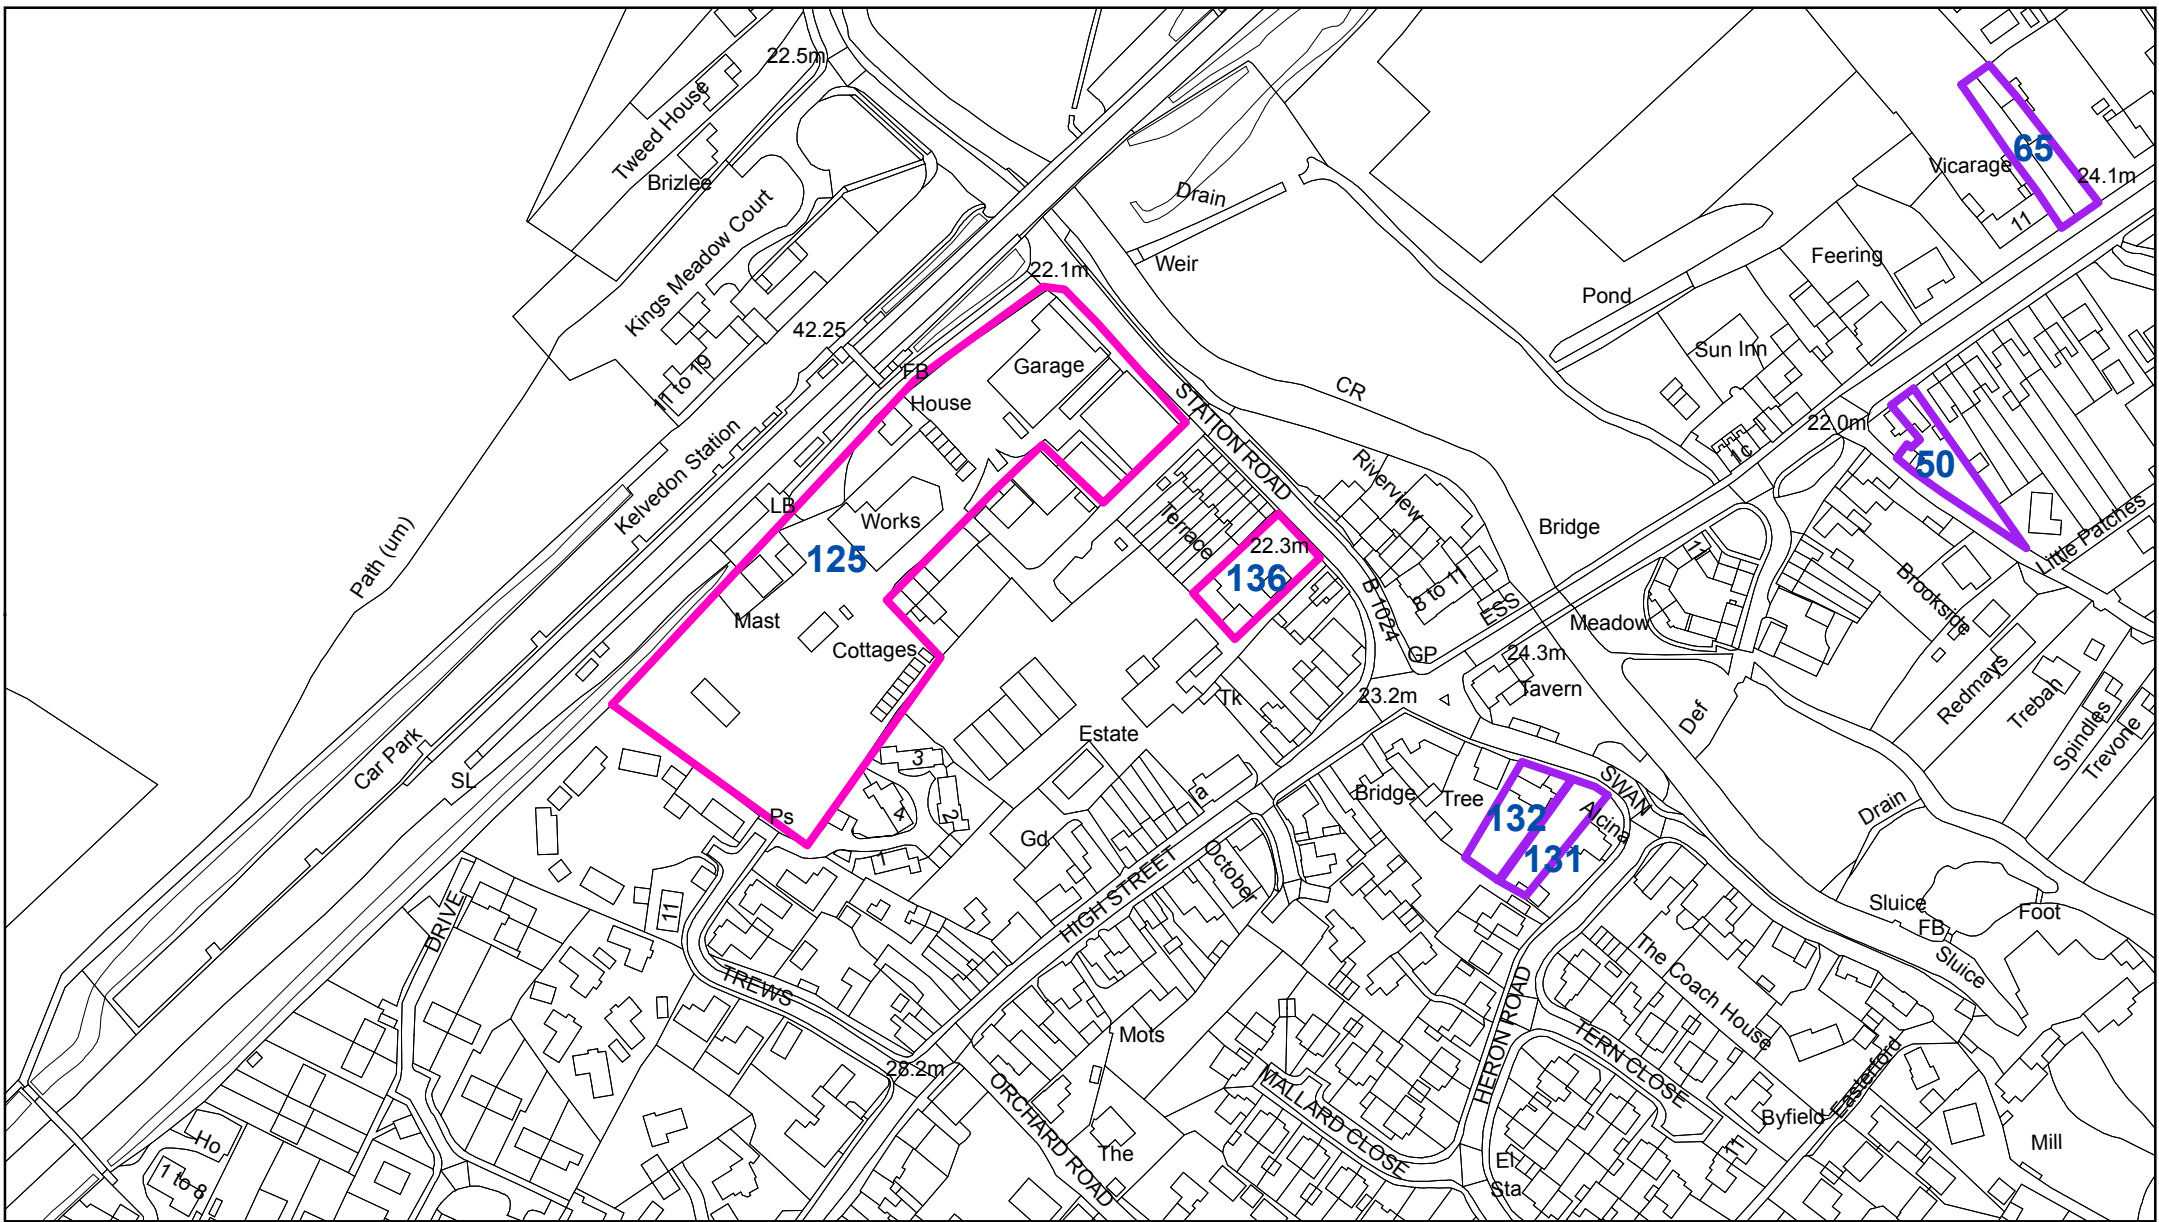 22.5m
Tweed House
Brizlee
Kings Meadow Court
11 to 19
42.25
22.1m
Drain
Weir
FB
House
Garage
Kelvedon Station
LB
Works
125
Mast
Cottages
Path (um)
Car Park
SL
STATION ROAD
CR
Terrace
22.3m
136
Riverview
8 to 11
B 1024
ESS
GP
Bridge
Pond
Sun Inn
Feering
Vicarage
65
24.1m
11
1c
22.0m
50
Little Patches
Brookside
11
Meadow
24.3m
Tavern
23.2m
Tk
Estate
Def
Redmays
Trebah
Spindles
Trevone
3
4
2
1
Ps
Gd
1a
Bridge
Tree
132
131
Alcina
SWAN
Drain
Sluice
FB
Sluice
Foot
HIGH STREET
October
DRIVE
11
TREWS
28.2m
Mots
The
ORCHARD ROAD
MALLARD CLOSE
HERON ROAD
TERN CLOSE
The Coach House
Byfield
Easterford
11
Mill
El
Sta
Ho
1 to 8